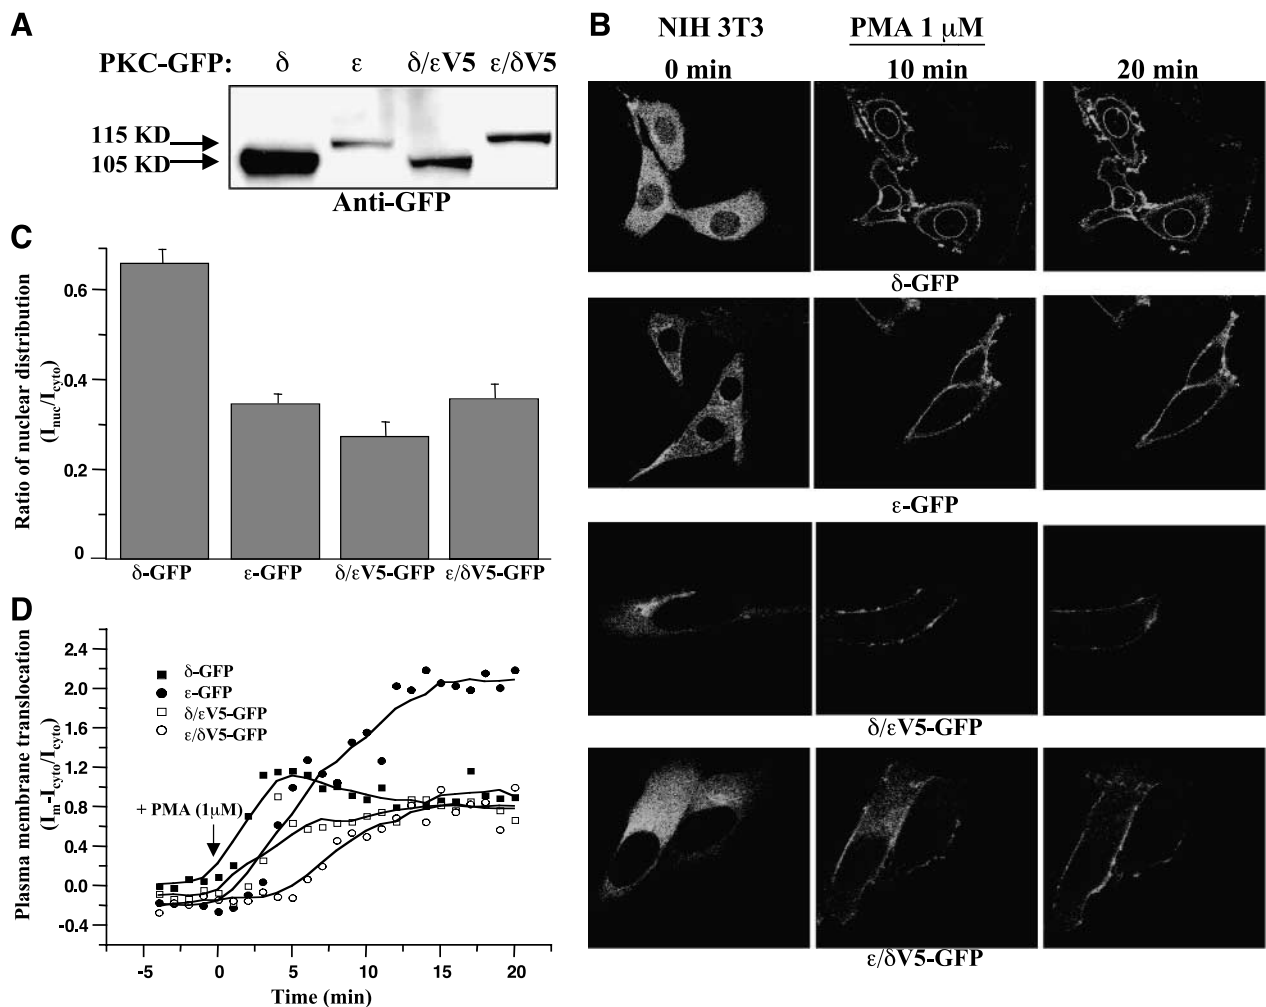 A
PKC-GFP: δ ε δ/εV5 ε/δV5
115 KD
105 KD
Anti-GFP
B
NIH 3T3 PMA 1 μM
0 min 10 min 20 min
δ-GFP
ε-GFP
δ/εV5-GFP
ε/δV5-GFP
C
Ratio of nuclear distribution
(Inuc/Icyto)
0.6
0.4
0.2
0
δ-GFP ε-GFP δ/εV5-GFP ε/δV5-GFP
D
Plasma membrane translocation
(Im-Icyto/Icyto)
2.4
2.0
1.6
1.2
0.8
0.4
0.0
-0.4
δ-GFP
ε-GFP
δ/εV5-GFP
ε/δV5-GFP
+ PMA (1μM)
-5 0 5 10 15 20
Time (min)